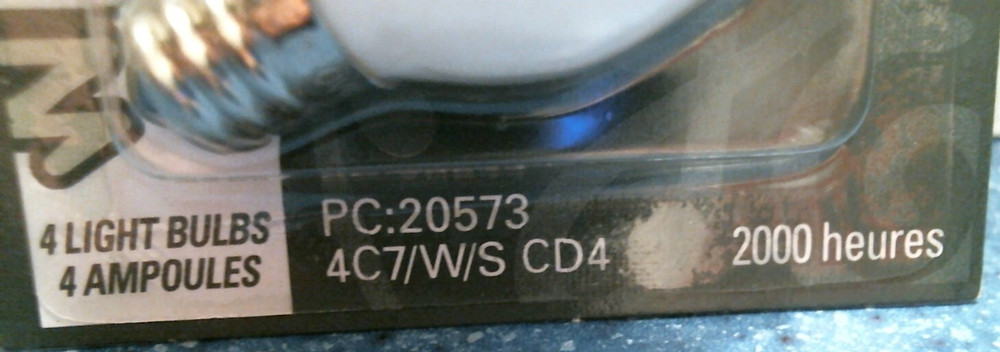 4 LIGHT BULBS
4 AMPOULES
PC:20573
4C7/W/S CD4
2000 heures